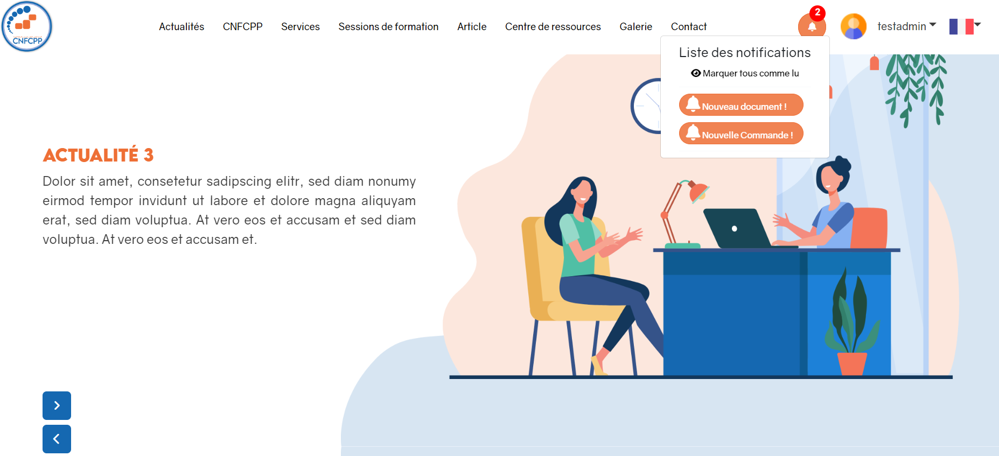 CNFCPP
Actualités
CNFCPP
Services
Sessions de formation
Article
Centre de ressources
Galerie
Contact
2
testadmin
Liste des notifications
Marquer tous comme lu
Nouveau document !
Nouvelle Commande !
ACTUALITÉ 3
Dolor sit amet, consetetur sadipscing elitr, sed diam nonumy
eirmod tempor invidunt ut labore et dolore magna aliquyam
erat, sed diam voluptua. At vero eos et accusam et sed diam
voluptua. At vero eos et accusam et.